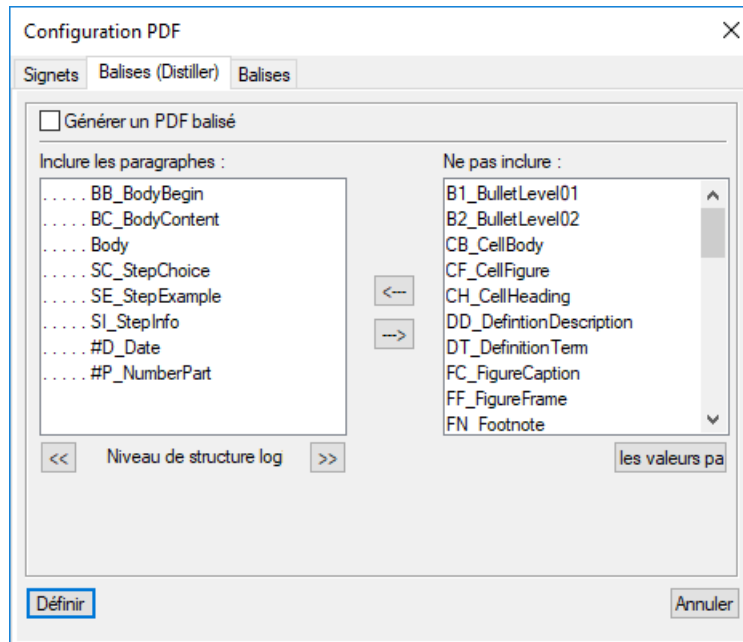 Configuration PDF
Signets Balises (Distiller) Balises
Générer un PDF balisé
Inclure les paragraphes :
. . . . . BB_BodyBegin
. . . . . BC_BodyContent
. . . . . Body
. . . . . SC_StepChoice
. . . . . SE_StepExample
. . . . . SI_StepInfo
. . . . . #D_Date
. . . . . #P_NumberPart
<---
--->
Ne pas inclure :
B1_BulletLevel01
B2_BulletLevel02
CB_CellBody
CF_CellFigure
CH_CellHeading
DD_DefintionDescription
DT_DefinitionTerm
FC_FigureCaption
FF_FigureFrame
FN_Footnote
<< Niveau de structure log >>
les valeurs pa
Définir Annuler